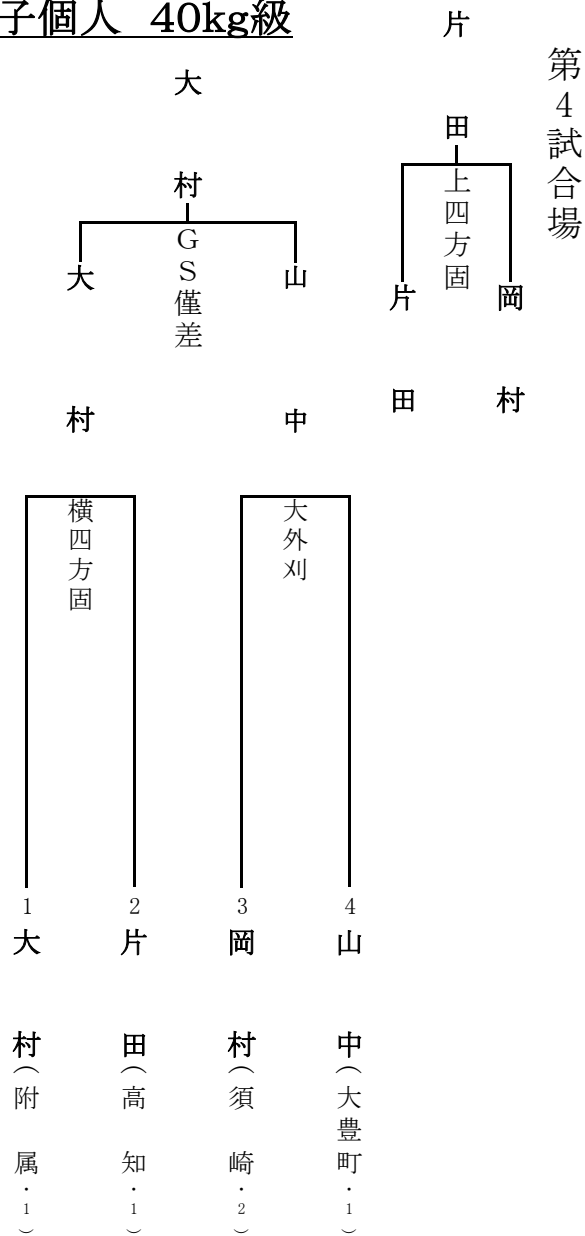 子個人 40kg級
第4試合場
片田
上四方固
片田
岡村
大村
GS僅差
大村
山中
横四方固
大外刈
1
大村(附属・1)
2
片田(高知・1)
3
岡村(須崎・2)
4
山中(大豊町・1)